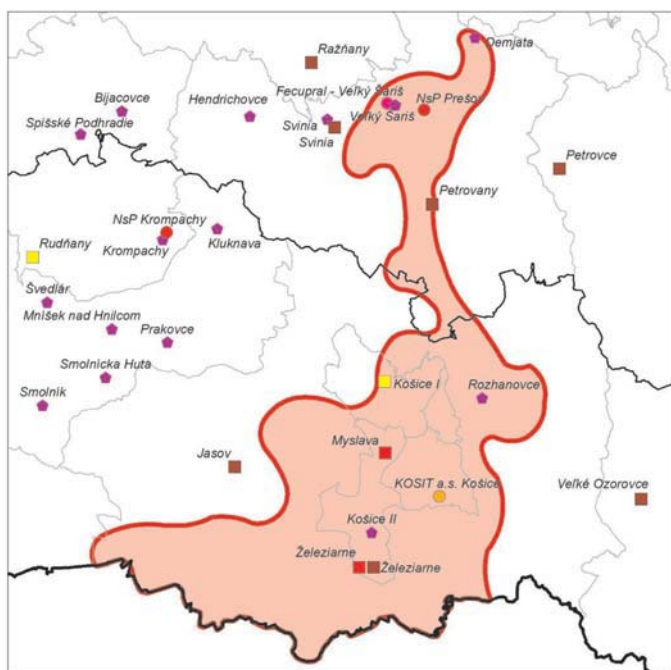 Demjata
Ražňany
Fecupral - Veľký Šariš
NsP Prešov
Bijacovce
Hendrichovce
Veľký Šariš
Spišské Podhradie
Svinia
Svinia
Petrovce
Petrovany
NsP Krompachy
Krompachy
Kluknava
Rudňany
Švedlár
Mníšek nad Hnilcom
Prakovce
Smolnícka Huta
Košice I
Rozhanovce
Smolník
Myslava
Jasov
KOSIT a.s. Košice
Veľké Ozorovce
Košice II
Železiarne
Železiarne